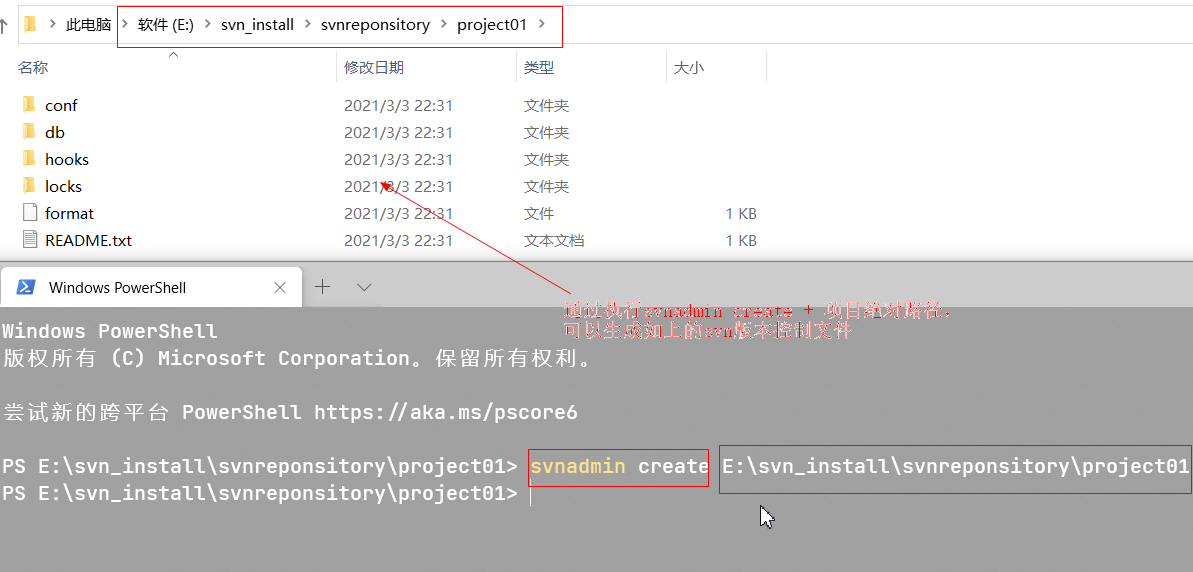 此电脑 > 软件 (E:) > svn_install > svnreponsitory > project01 >
名称 修改日期 类型 大小
conf 2021/3/3 22:31 文件夹
db 2021/3/3 22:31 文件夹
hooks 2021/3/3 22:31 文件夹
locks 2021/3/3 22:31 文件夹
format 2021/3/3 22:31 文件 1 KB
README.txt 2021/3/3 22:31 文本文档 1 KB
Windows PowerShell
通过执行svnadmin create + 项目绝对路径,
可以生成如上的svn版本控制文件
Windows PowerShell
版权所有 (C) Microsoft Corporation。保留所有权利。
尝试新的跨平台 PowerShell https://aka.ms/pscore6
PS E:\svn_install\svnreponsitory\project01> svnadmin create E:\svn_install\svnreponsitory\project01
PS E:\svn_install\svnreponsitory\project01>